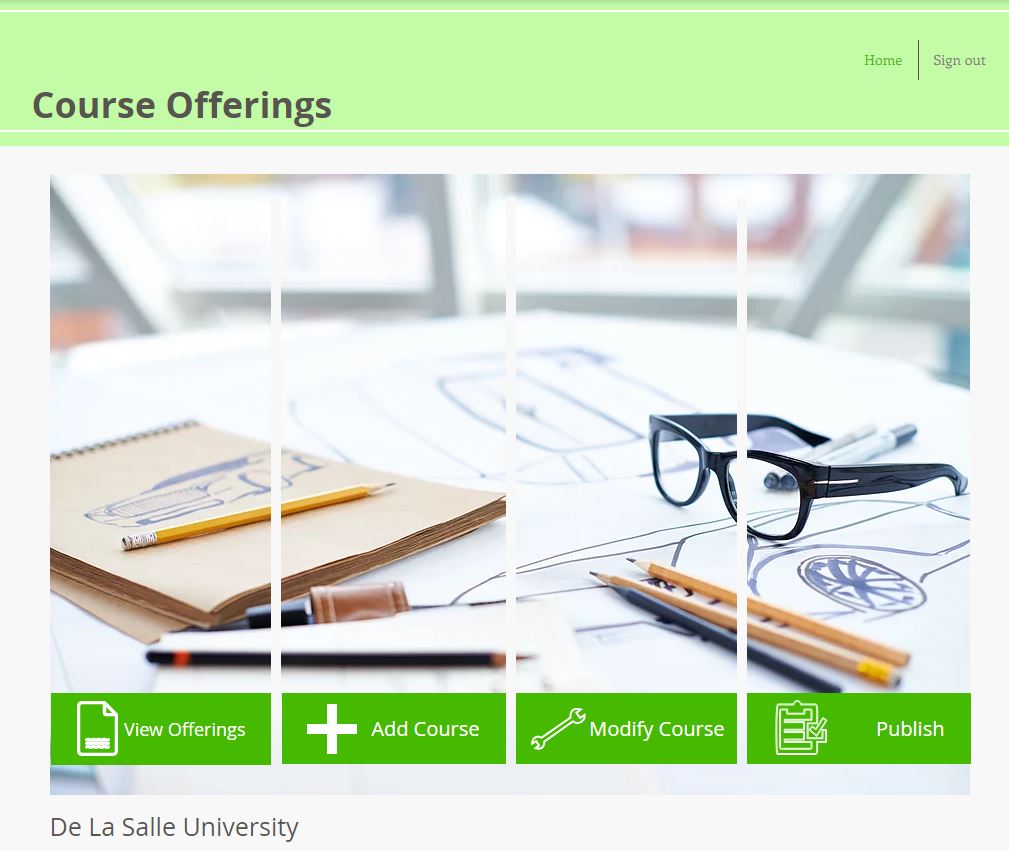 Home
Sign out
Course Offerings
View Offerings
Add Course
Modify Course
Publish
De La Salle University